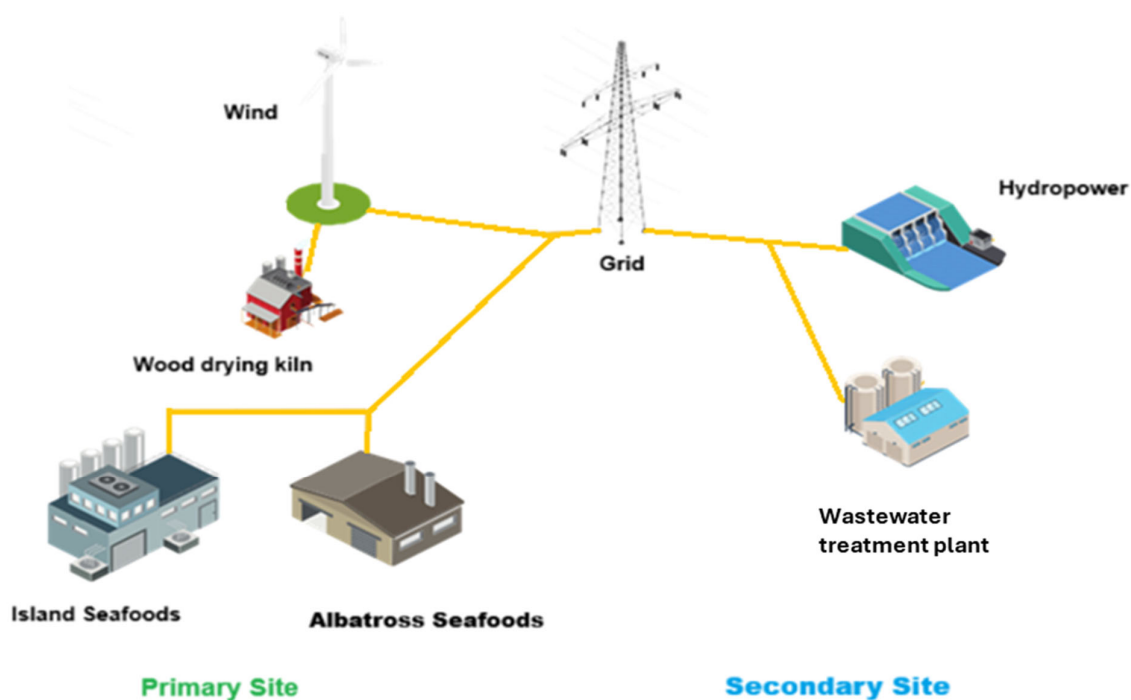 Wind
Hydropower
Grid
Wood drying kiln
Wastewater
treatment plant
Island Seafoods
Albatross Seafoods
Primary Site
Secondary Site